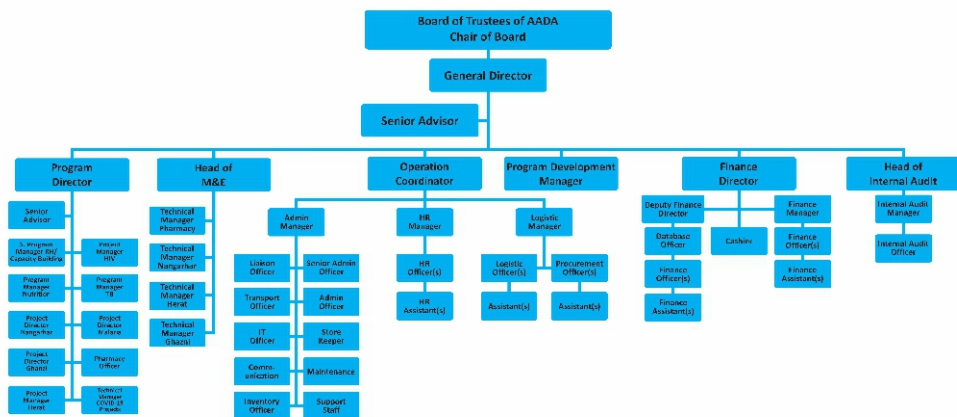 Board of Trustees of AADA
Chair of Board
General Director
Senior Advisor
Program
Director
Head of
M&E
Operation
Coordinator
Program Development
Manager
Finance
Director
Head of
Internal Audit
Senior
Advisor
S. Program
Manager RH/
Capacity Building
Project
Manager
HIV
Program
Manager
Nutrition
Program
Manager
TB
Project
Director
Nangarhar
Project
Director
Malaria
Project
Director
Ghazni
Pharmacy
Officer
Project
Manager
Herat
Technical
Manager
COVID-19
Projects
Technical
Manager
Pharmacy
Technical
Manager
Nangarhar
Technical
Manager
Herat
Technical
Manager
Ghazni
Admin
Manager
Liaison
Officer
Senior Admin
Officer
Transport
Officer
Admin
Officer
IT
Officer
Store
Keeper
Comm-
unication
Maintenance
Inventory
Officer
Support
Staff
HR
Manager
HR
Officer(s)
HR
Assistant(s)
Logistic
Manager
Logistic
Officer(s)
Procurement
Officer(s)
Assistant(s)
Assistant(s)
Deputy Finance
Director
Database
Officer
Finance
Officer(s)
Finance
Assistant(s)
Cashier
Finance
Manager
Finance
Officer(s)
Finance
Assistant(s)
Internal Audit
Manager
Internal Audit
Officer